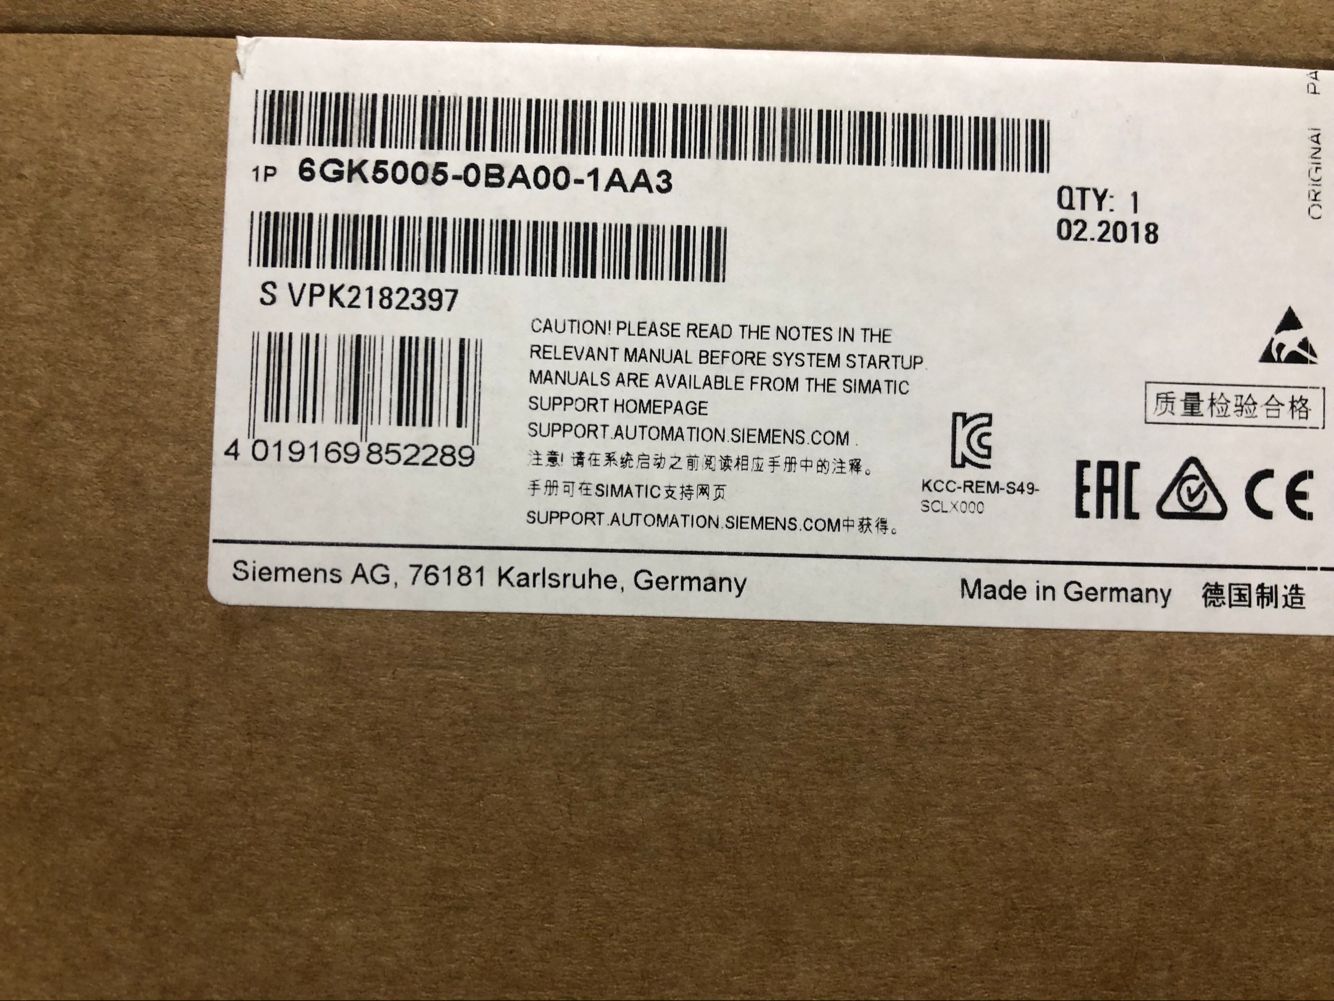 1P 6GK5005-0BA00-1AA3
QTY: 1
02.2018
S VPK2182397
4 019169 852289
CAUTION! PLEASE READ THE NOTES IN THE
RELEVANT MANUAL BEFORE SYSTEM STARTUP.
MANUALS ARE AVAILABLE FROM THE SIMATIC
SUPPORT HOMEPAGE
SUPPORT.AUTOMATION.SIEMENS.COM .
注意! 请在系统启动之前阅读相应手册中的注释。
手册可在SIMATIC支持网页
SUPPORT.AUTOMATION.SIEMENS.COM中获得。
KCC-REM-S49-
SCLX000
质量检验合格
EAC
CE
ORIGINAL
Siemens AG, 76181 Karlsruhe, Germany
Made in Germany 德国制造